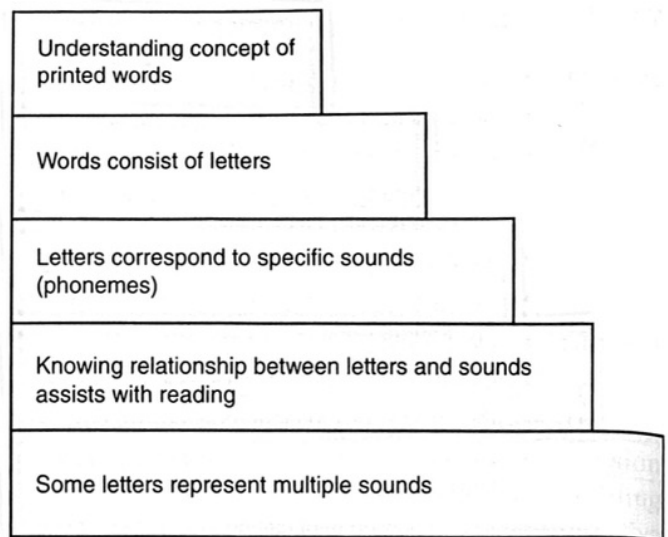 Understanding concept of
printed words
Words consist of letters
Letters correspond to specific sounds
(phonemes)
Knowing relationship between letters and sounds
assists with reading
Some letters represent multiple sounds